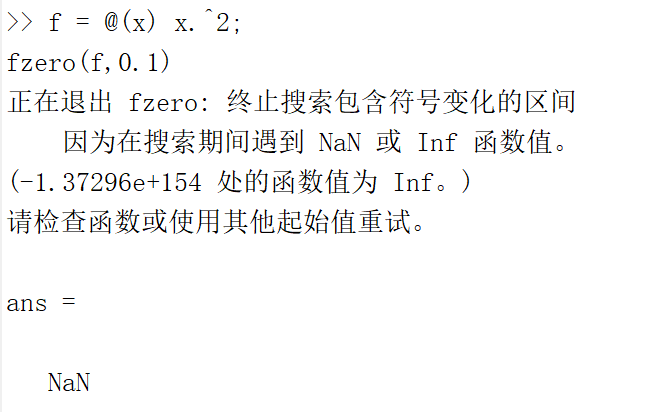 >> f = @(x) x.^2;
fzero(f,0.1)
正在退出 fzero: 终止搜索包含符号变化的区间
因为在搜索期间遇到 NaN 或 Inf 函数值。
(-1.37296e+154 处的函数值为 Inf。)
请检查函数或使用其他起始值重试。
ans =
NaN